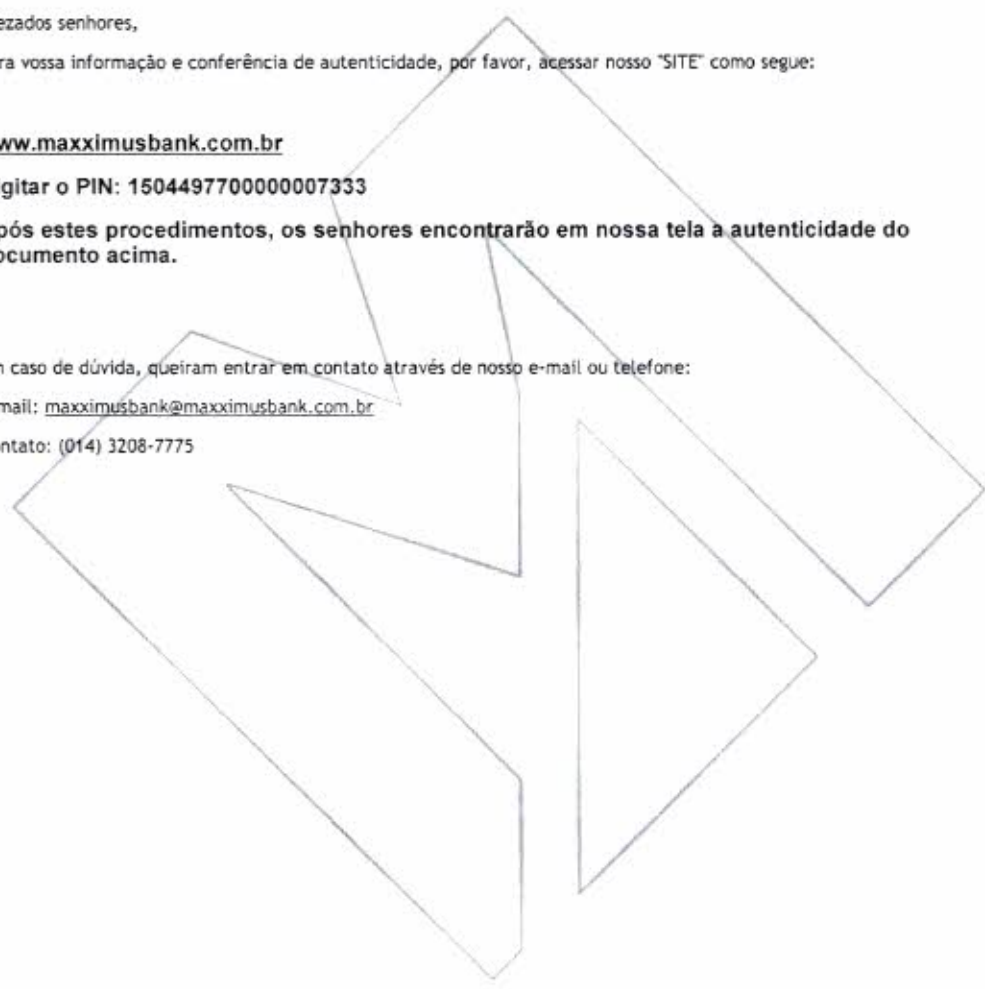 ezados senhores,
ra vossa informação e conferência de autenticidade, por favor, acessar nosso "SITE" como segue:
ww.maxximusbank.com.br
gitar o PIN: 1504497700000007333
pós estes procedimentos, os senhores encontrarão em nossa tela a autenticidade do
ocumento acima.
n caso de dúvida, queiram entrar em contato através de nosso e-mail ou telefone:
mail: maxximusbank@maxximusbank.com.br
ontato: (014) 3208-7775